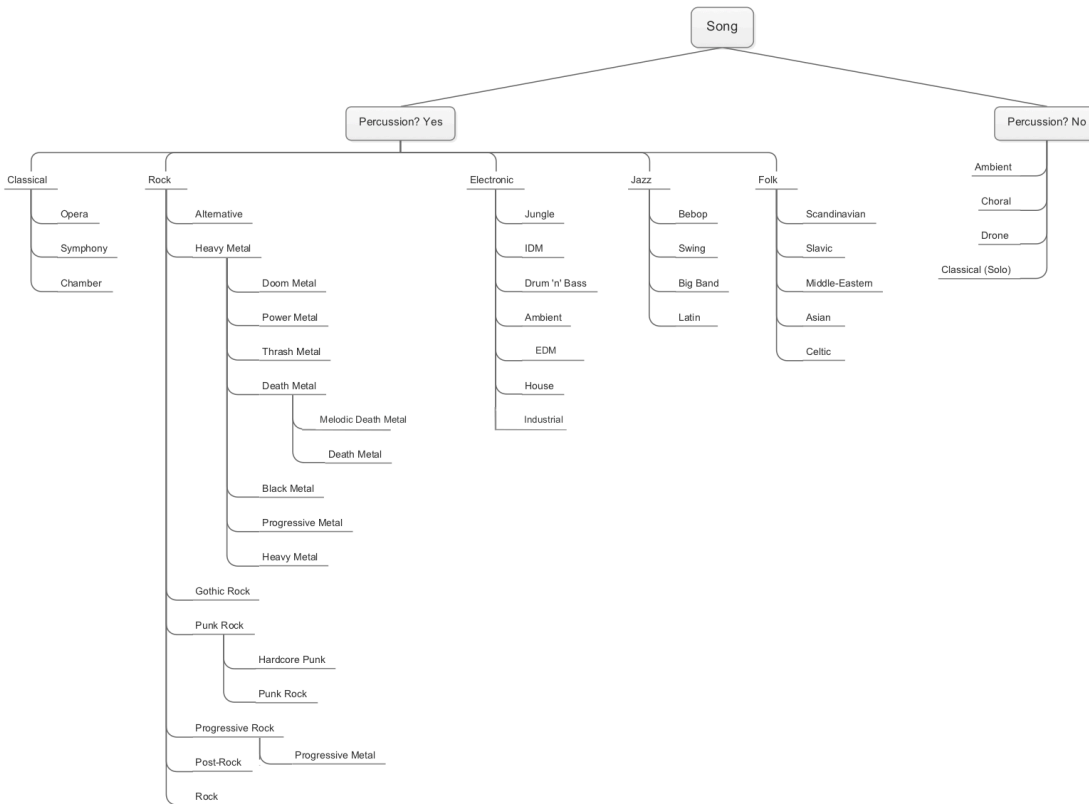 Song
Percussion? Yes
Percussion? No
Classical
Opera
Symphony
Chamber
Rock
Alternative
Heavy Metal
Doom Metal
Power Metal
Thrash Metal
Death Metal
Melodic Death Metal
Death Metal
Black Metal
Progressive Metal
Heavy Metal
Gothic Rock
Punk Rock
Hardcore Punk
Punk Rock
Progressive Rock
Progressive Metal
Post-Rock
Rock
Electronic
Jungle
IDM
Drum 'n' Bass
Ambient
EDM
House
Industrial
Jazz
Bebop
Swing
Big Band
Latin
Folk
Scandinavian
Slavic
Middle-Eastern
Asian
Celtic
Ambient
Choral
Drone
Classical (Solo)